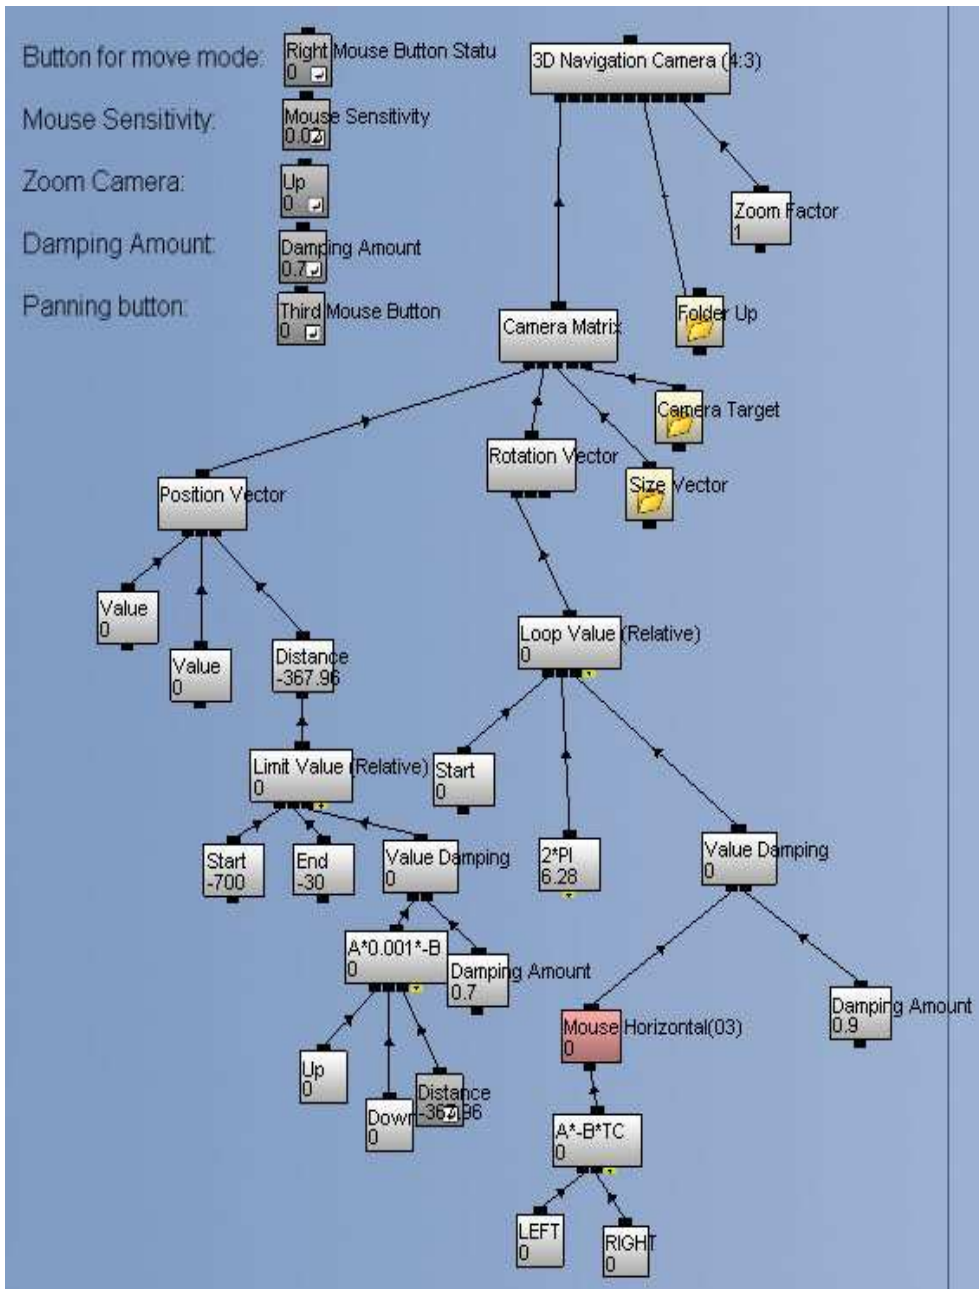 Button for move mode:
Right Mouse Button Statu
0
3D Navigation Camera (4:3)
Mouse Sensitivity:
Mouse Sensitivity
Zoom Camera:
Up
0
Zoom Factor
1
Damping Amount:
Damping Amount
0.7
Panning button:
Third Mouse Button
0
Folder Up
Camera Matrix
Camera Target
Rotation Vector
Size Vector
Position Vector
Value
0
Value
0
Distance
-367.96
Loop Value (Relative)
0
Limit Value (Relative)
0
Start
0
Start
-700
End
-30
Value Damping
0
2*PI
6.28
Value Damping
0
A*0.001*-B
0
Damping Amount
0.7
Mouse Horizontal(03)
0
Damping Amount
0.9
Up
0
Down
0
Distance
-367.96
A*-B*TC
0
LEFT
0
RIGHT
0